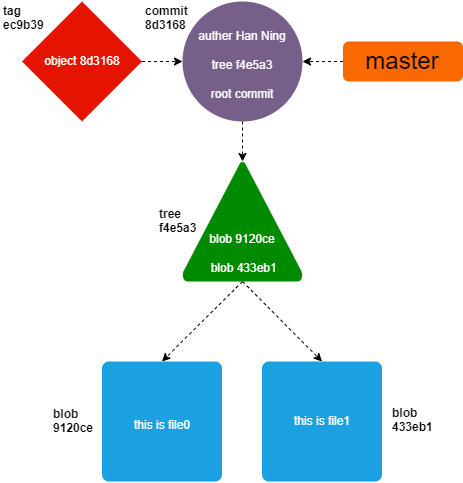 tag
ec9b39
commit
8d3168
object 8d3168
auther Han Ning
tree f4e5a3
root commit
master
tree
f4e5a3
blob 9120ce
blob 433eb1
blob
9120ce
this is file0
this is file1
blob
433eb1